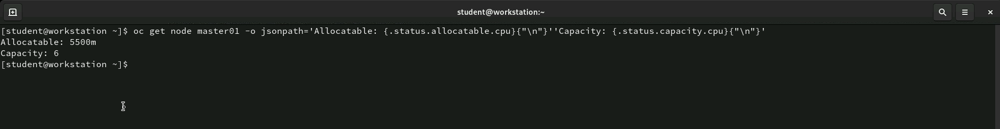 student@workstation:~
[student@workstation ~]$ oc get node master01 -o jsonpath='Allocatable: {.status.allocatable.cpu}{"\n"}''Capacity: {.status.capacity.cpu}{"\n"}'
Allocatable: 5500m
Capacity: 6
[student@workstation ~]$